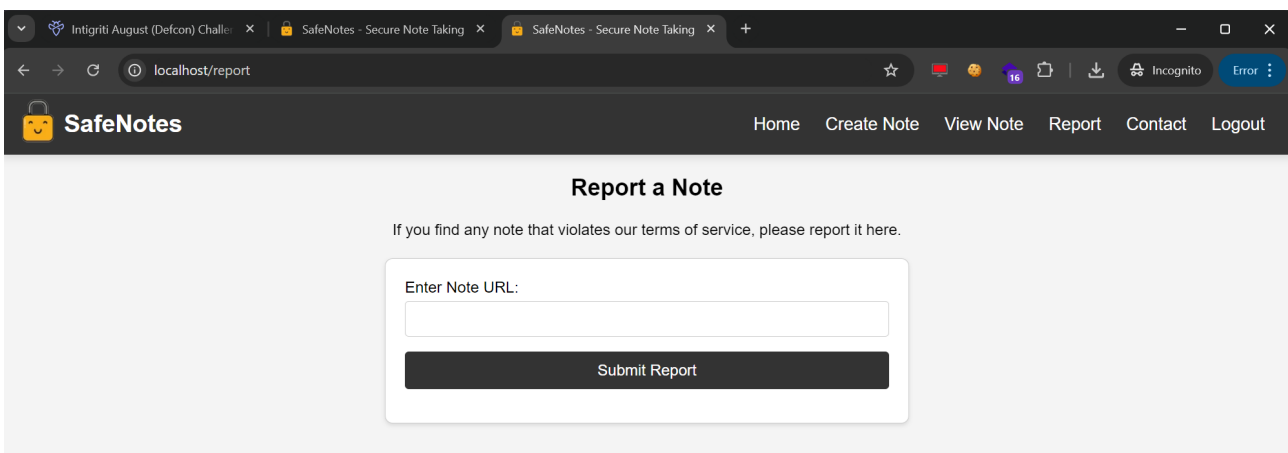 Intigriti August (Defcon) Challe
SafeNotes - Secure Note Taking
SafeNotes - Secure Note Taking
localhost/report
16
Incognito
Error
SafeNotes
Home Create Note View Note Report Contact Logout
Report a Note
If you find any note that violates our terms of service, please report it here.
Enter Note URL:
Submit Report